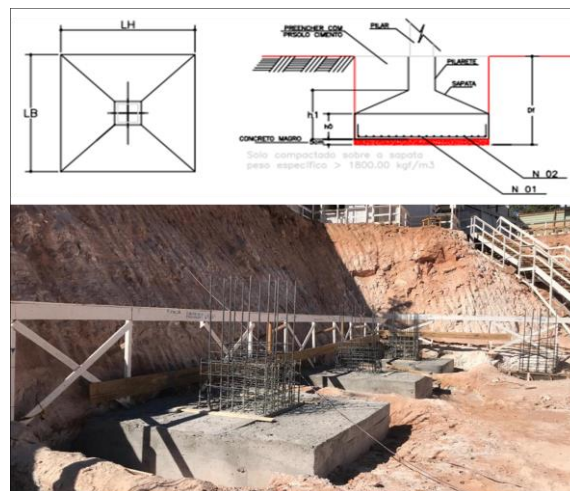 LH
LB
PREENCHER COM
PRSOLO CIMENTO
PILAR
PILARETE
SAPATA
h1
h0
Df
CONCRETO MAGRO
Solo compactado sobre a sapata
peso específico > 1800.00 kgf/m3
N 02
N 01